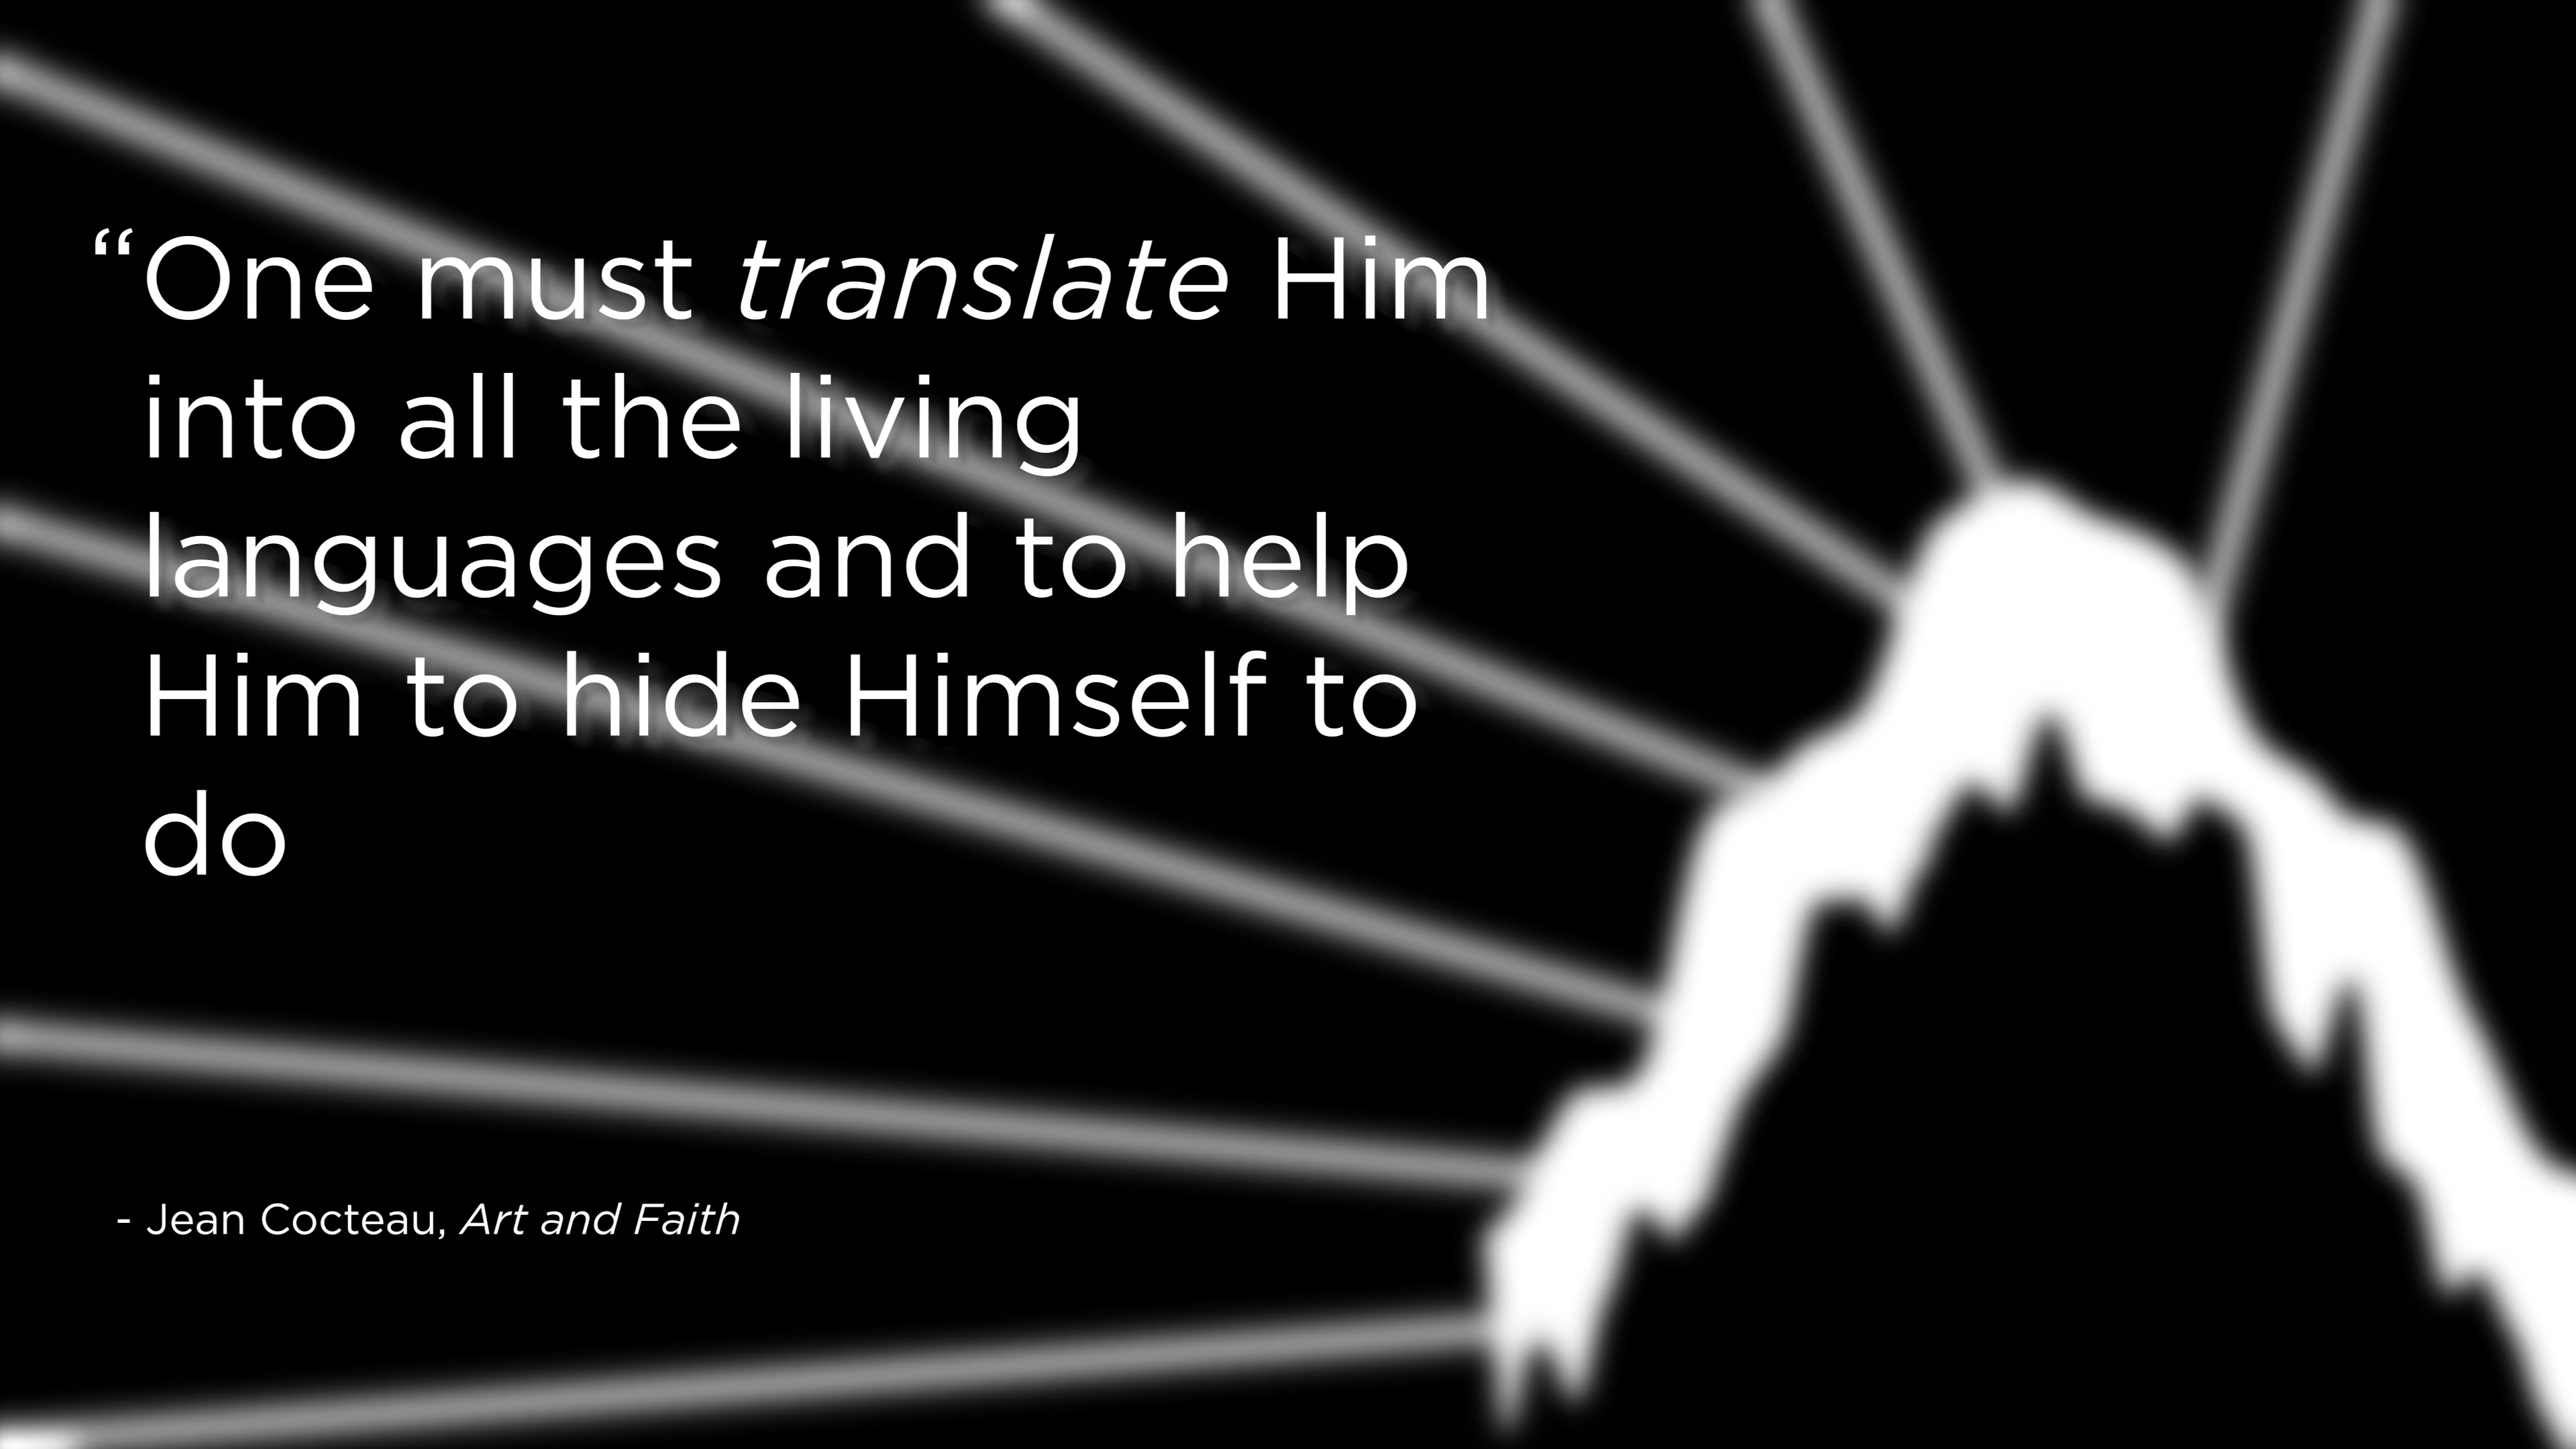 “One must translate Him
into all the living
languages and to help
Him to hide Himself to
do
- Jean Cocteau, Art and Faith